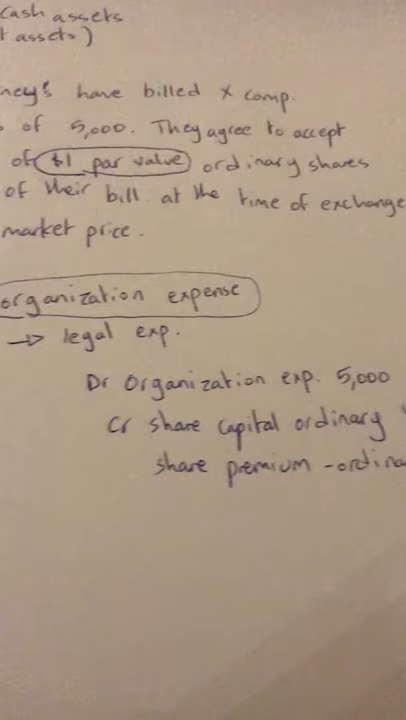 cash assets
assets)
have billed x comp.
of 5,000. They agree to accept
of $1 par value ordinary shares
of their bill at the time of exchange
market price.
organization expense
→ legal exp.
Dr Organization exp. 5,000
Cr share capital ordinary
share premium -ordina